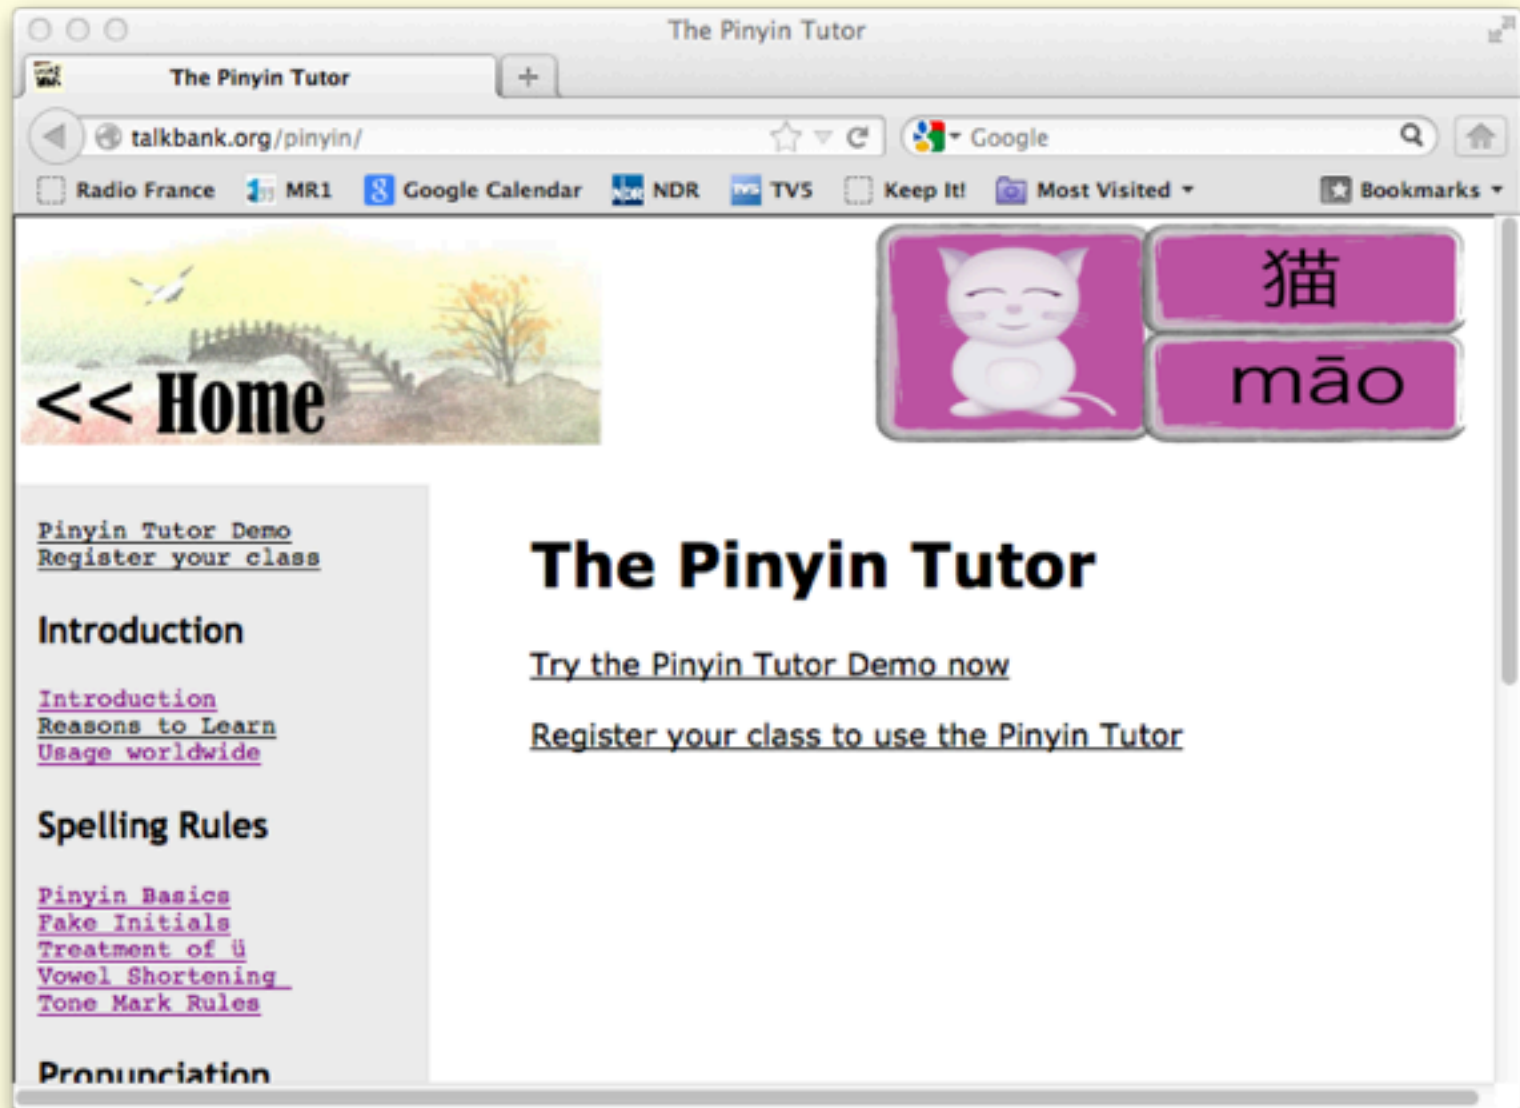 The Pinyin Tutor
The Pinyin Tutor
talkbank.org/pinyin/
Google
Radio France MR1 Google Calendar NDR TV5 Keep It! Most Visited Bookmarks
<< Home
猫
māo
Pinyin Tutor Demo
Register your class
Introduction
Introduction
Reasons to Learn
Usage worldwide
Spelling Rules
Pinyin Basics
Fake Initials
Treatment of ü
Vowel Shortening
Tone Mark Rules
Pronunciation
The Pinyin Tutor
Try the Pinyin Tutor Demo now
Register your class to use the Pinyin Tutor